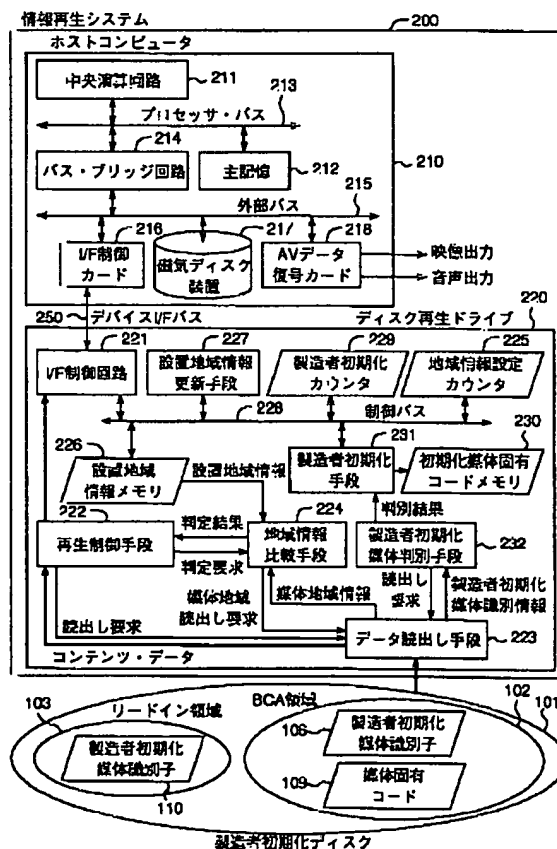 情報再生システム
200
ホストコンピュータ
中央演算回路
211
213
プロセッサ・バス
214
バス・ブリッジ回路
主記憶
212
210
外部バス
215
216
I/F制御
カード
217
磁気ディスク
装置
218
AVデータ
復号カード
映像出力
音声出力
250
デバイスI/Fバス
ディスク再生ドライブ
220
221
I/F制御回路
227
設置地域情報
更新手段
229
製造者初期化
カウンタ
225
地域情報設定
カウンタ
228
制御バス
226
設置地域
情報メモリ
設置地域情報
231
製造者初期化
手段
230
初期化媒体固有
コードメモリ
222
再生制御手段
判定結果
判定要求
224
地域情報
比較手段
判別結果
製造者初期化
媒体判別手段
232
媒体地域
読出し要求
媒体地域情報
読出し
要求
製造者初期化
媒体識別情報
読出し要求
データ読出し手段
223
コンテンツ・データ
103
リードイン領域
製造者初期化
媒体識別子
110
BCA領域
102
101
106
製造者初期化
媒体識別子
109
媒体固有
コード
製造者初期化ディスク